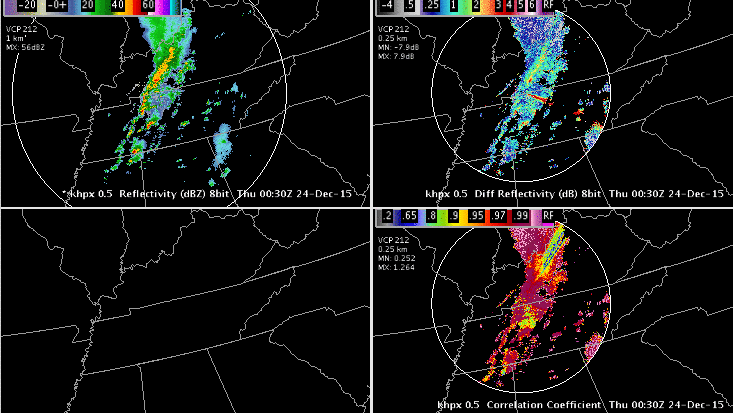 -20 -0+ 20 40 60
VCP 212
1 km°
MX: 56dBZ
*khpx 0.5 Reflectivity (dBZ) 8bit Thu 00:30Z 24-Dec-15
-4 .5 .25 1 2 3 4 5 6 RF
VCP 212
0.25 km
MN: -7.9dB
MX: 7.9dB
khpx 0.5 Diff Reflectivity (dB) 8bit Thu 00:30Z 24-Dec-15
.2 .65 .8 .9 .95 .97 .99 RF
VCP 212
0.25 km
MN: 0.252
MX: 1.264
khpx 0.5 Correlation Coefficient Thu 00:30Z 24-Dec-15